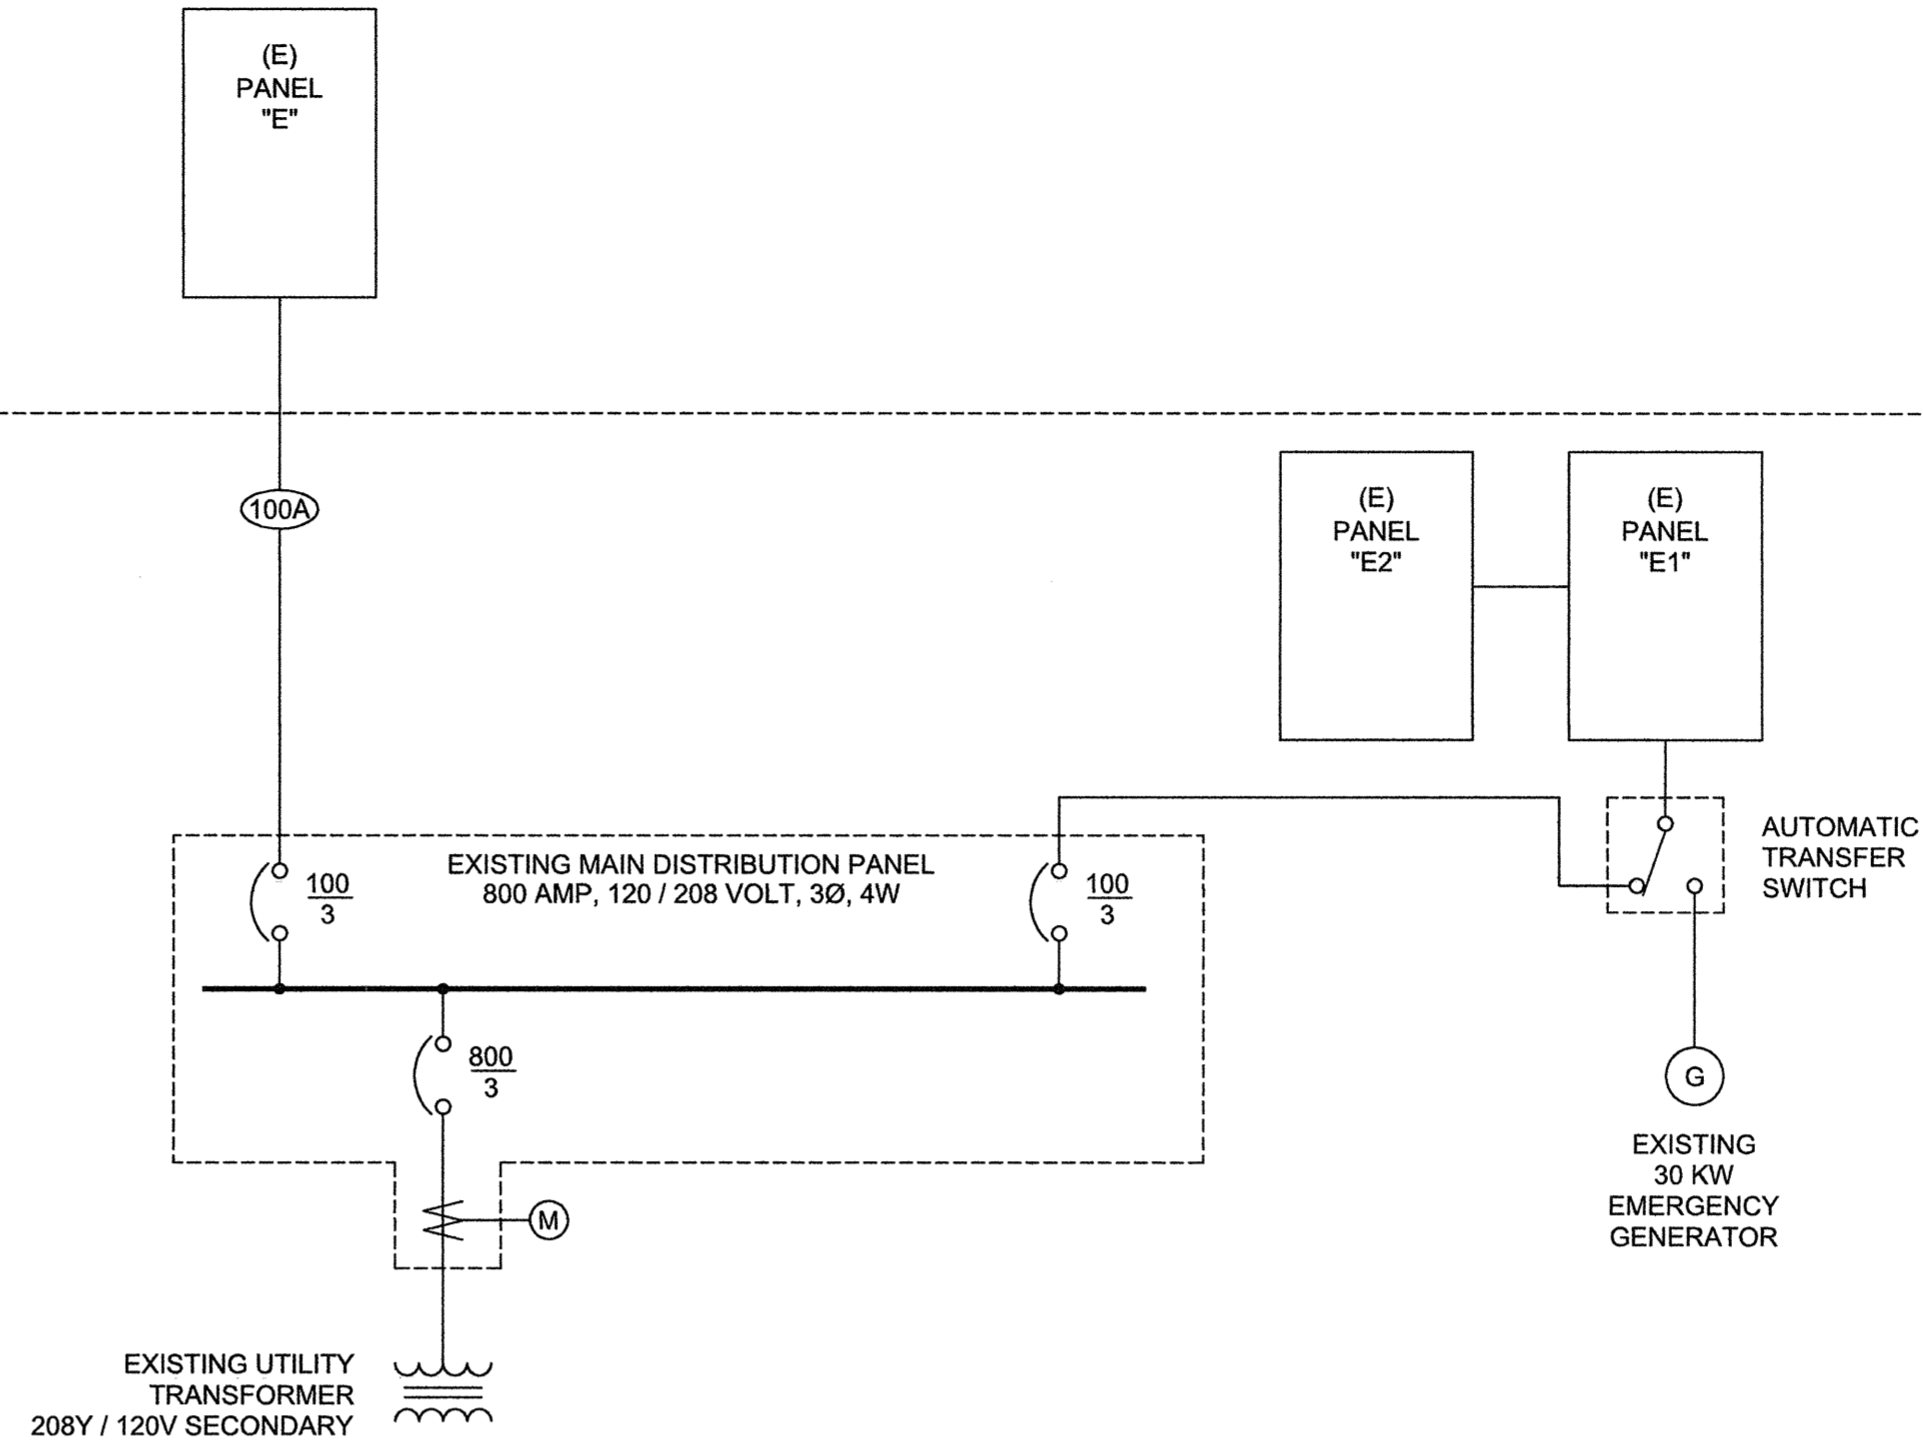 (E)
PANEL
"E"
100A
(E)
PANEL
"E2"
(E)
PANEL
"E1"
AUTOMATIC
TRANSFER
SWITCH
EXISTING MAIN DISTRIBUTION PANEL
800 AMP, 120 / 208 VOLT, 3Ø, 4W
100
3
100
3
800
3
G
EXISTING
30 KW
EMERGENCY
GENERATOR
M
EXISTING UTILITY
TRANSFORMER
208Y / 120V SECONDARY